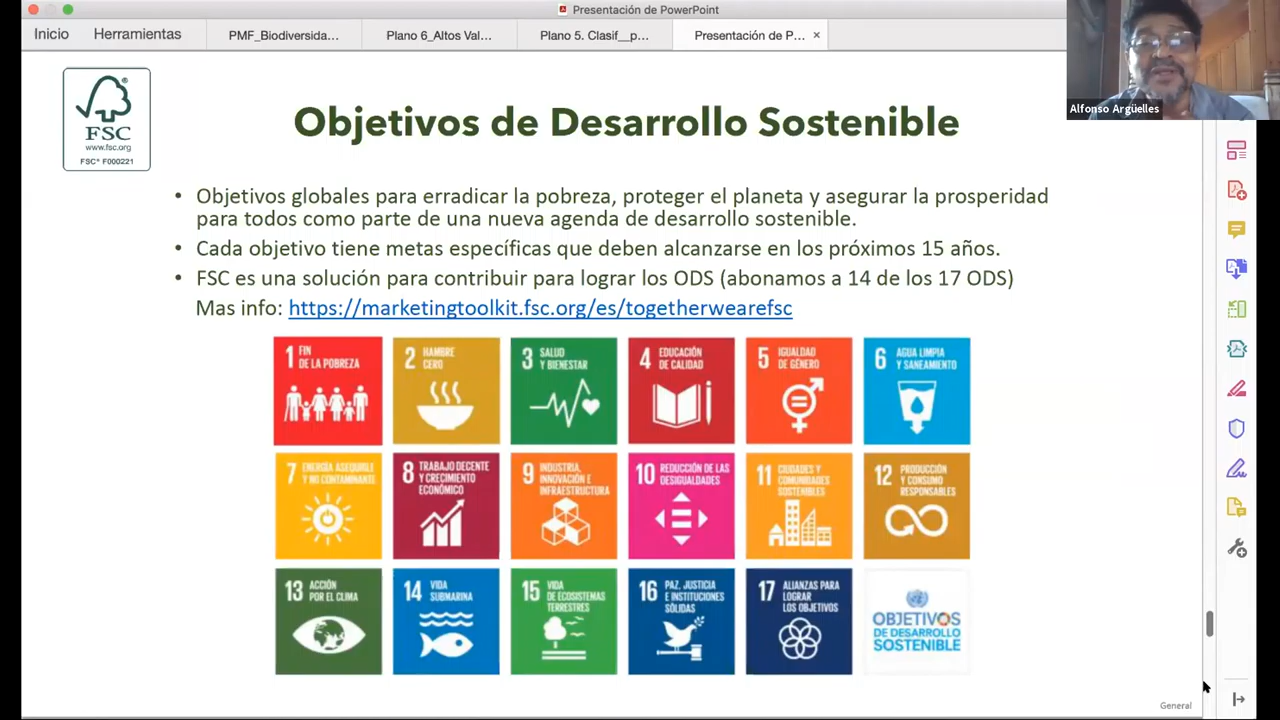 Presentación de PowerPoint
Inicio
Herramientas
PMF_Biodiversida...
Plano 6_Altos Val...
Plano 5. Clasif__p...
Presentación de P...
×
Alfonso Argüelles
FSC
www.fsc.org
FSC® F000221
Objetivos de Desarrollo Sostenible
• Objetivos globales para erradicar la pobreza, proteger el planeta y asegurar la prosperidad
para todos como parte de una nueva agenda de desarrollo sostenible.
• Cada objetivo tiene metas específicas que deben alcanzarse en los próximos 15 años.
• FSC es una solución para contribuir para lograr los ODS (abonamos a 14 de los 17 ODS)
Mas info: https://marketingtoolkit.fsc.org/es/togetherwearefsc
1 FIN
DE LA POBREZA
2 HAMBRE
CERO
3 SALUD
Y BIENESTAR
4 EDUCACIÓN
DE CALIDAD
5 IGUALDAD
DE GÉNERO
6 AGUA LIMPIA
Y SANEAMIENTO
7 ENERGÍA ASEQUIBLE
Y NO CONTAMINANTE
8 TRABAJO DECENTE
Y CRECIMIENTO
ECONÓMICO
9 INDUSTRIA,
INNOVACIÓN E
INFRAESTRUCTURA
10 REDUCCIÓN DE LAS
DESIGUALDADES
11 CIUDADES Y
COMUNIDADES
SOSTENIBLES
12 PRODUCCIÓN
Y CONSUMO
RESPONSABLES
13 ACCIÓN
POR EL CLIMA
14 VIDA
SUBMARINA
15 VIDA
DE ECOSISTEMAS
TERRESTRES
16 PAZ, JUSTICIA
E INSTITUCIONES
SÓLIDAS
17 ALIANZAS PARA
LOGRAR
LOS OBJETIVOS
OBJETIVOS
DE DESARROLLO
SOSTENIBLE
General